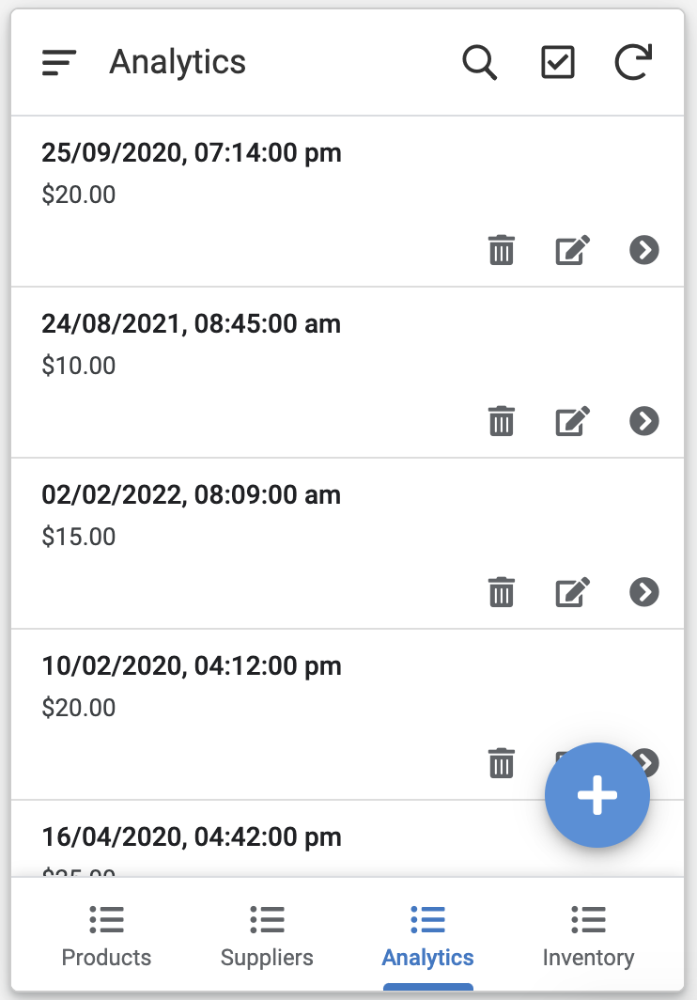 Analytics
25/09/2020, 07:14:00 pm
$20.00
24/08/2021, 08:45:00 am
$10.00
02/02/2022, 08:09:00 am
$15.00
10/02/2020, 04:12:00 pm
$20.00
16/04/2020, 04:42:00 pm
Products
Suppliers
Analytics
Inventory